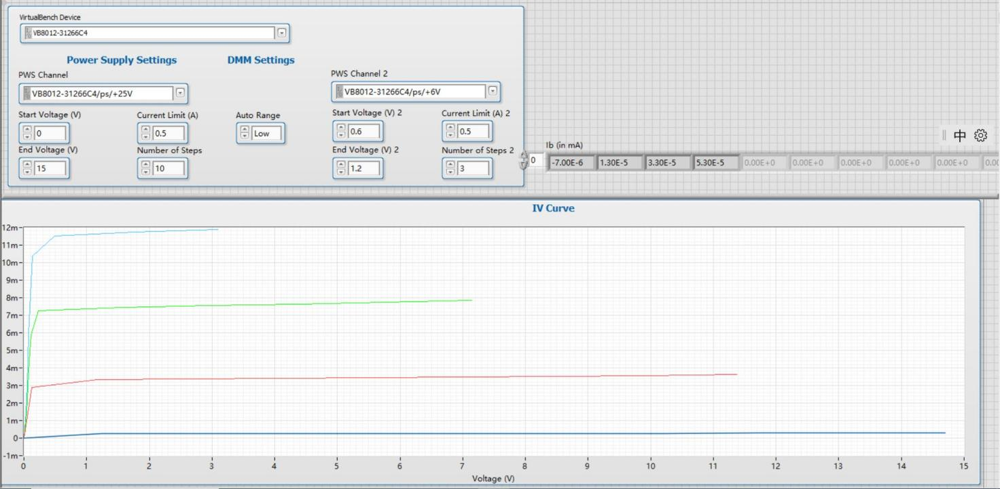 VirtualBench Device
VB8012-31266C4
Power Supply Settings DMM Settings
PWS Channel PWS Channel 2
VB8012-31266C4/ps/+25V VB8012-31266C4/ps/+6V
Start Voltage (V) Current Limit (A) Auto Range Start Voltage (V) 2 Current Limit (A) 2
0 0.5 Low 0.6 0.5
End Voltage (V) Number of Steps End Voltage (V) 2 Number of Steps 2
15 10 1.2 3
中
Ib (in mA)
0 -7.00E-6 1.30E-5 3.30E-5 5.30E-5 0.00E+0 0.00E+0 0.00E+0 0.00E+0 0.00E+0
IV Curve
12m
11m
10m
9m
8m
7m
6m
5m
4m
3m
2m
1m
0
-1m
0 1 2 3 4 5 6 7 8 9 10 11 12 13 14 15
Voltage (V)